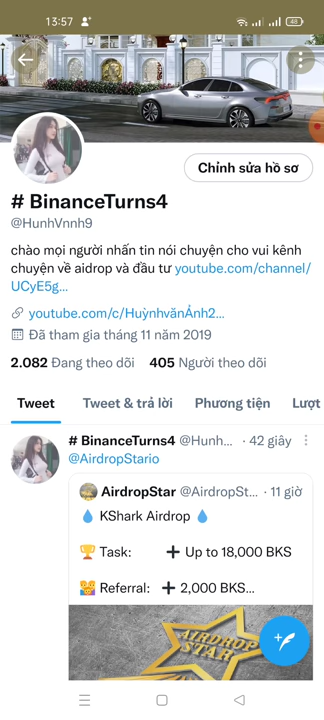 13:57
48
Chỉnh sửa hồ sơ
# BinanceTurns4
@HunhVnnh9
chào mọi người nhấn tin nói chuyện cho vui kênh
chuyện về aidrop và đầu tư youtube.com/channel/
UCyE5g...
youtube.com/c/HuỳnhvănẢnh2...
Đã tham gia tháng 11 năm 2019
2.082 Đang theo dõi 405 Người theo dõi
Tweet Tweet & trả lời Phương tiện Lượt
# BinanceTurns4 @Hunh... · 42 giây
@AirdropStario
AirdropStar @AirdropSt... · 11 giờ
💧 KShark Airdrop 💧
🏆 Task: ➕ Up to 18,000 BKS
🤷 Referral: ➕ 2,000 BKS...
AIRDROP
STAR